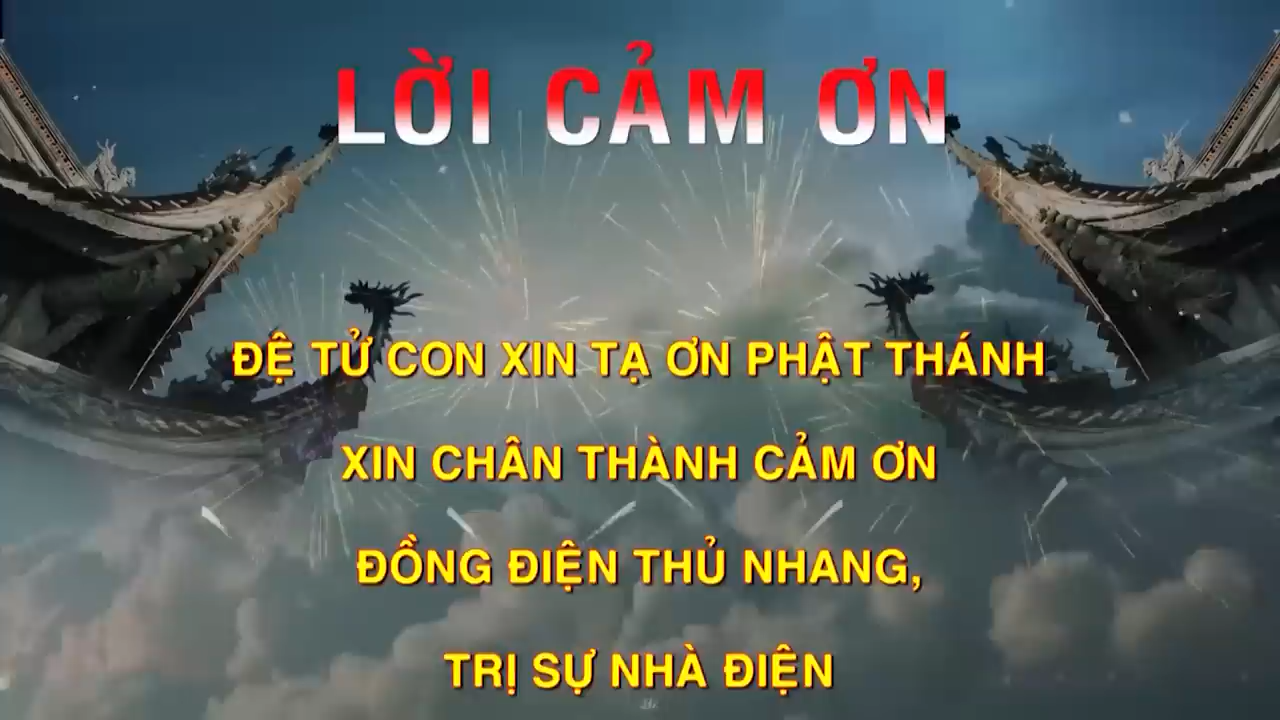 LỜI CẢM ƠN
ĐỆ TỬ CON XIN TẠ ƠN PHẬT THÁNH
XIN CHÂN THÀNH CẢM ƠN
ĐỒNG ĐIỆN THỦ NHANG,
TRỊ SỰ NHÀ ĐIỆN